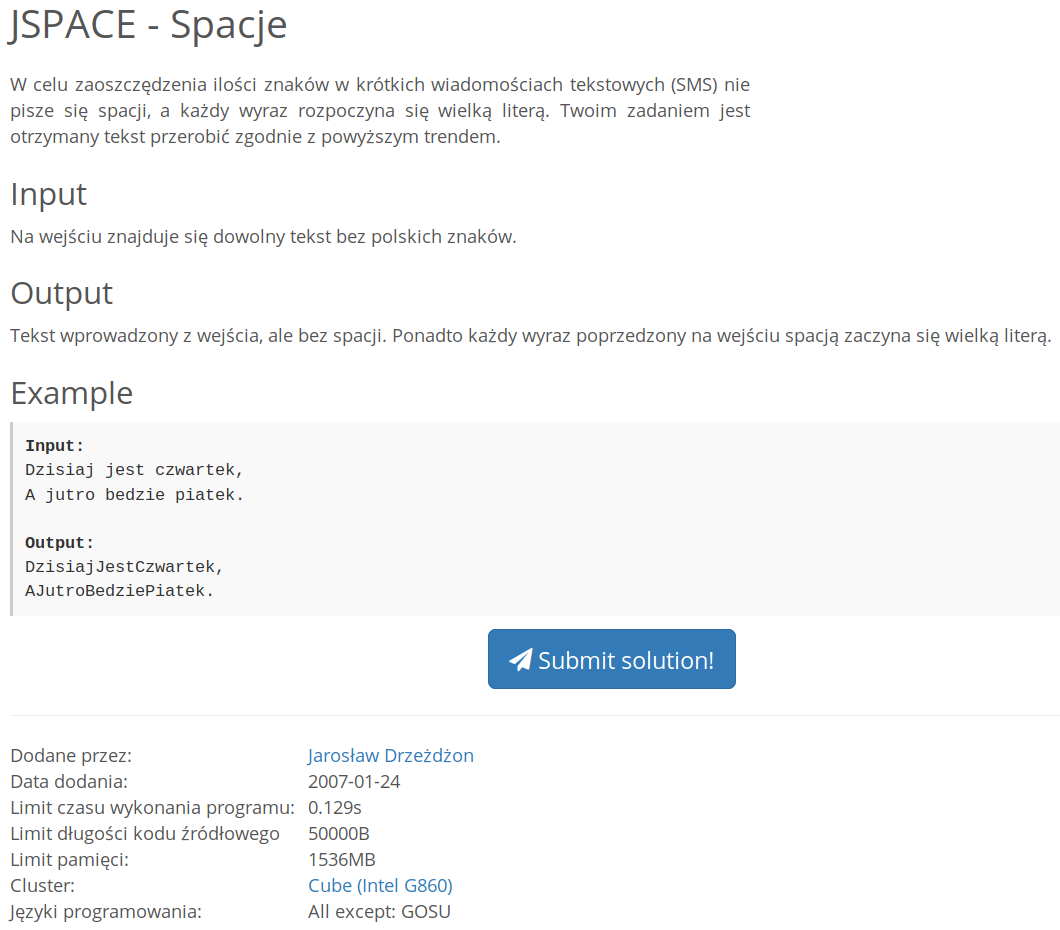 JSPACE - Spacje
W celu zaoszczędzenia ilości znaków w krótkich wiadomościach tekstowych (SMS) nie
pisze się spacji, a każdy wyraz rozpoczyna się wielką literą. Twoim zadaniem jest
otrzymany tekst przerobić zgodnie z powyższym trendem.
Input
Na wejściu znajduje się dowolny tekst bez polskich znaków.
Output
Tekst wprowadzony z wejścia, ale bez spacji. Ponadto każdy wyraz poprzedzony na wejściu spacją zaczyna się wielką literą.
Example
Input:
Dzisiaj jest czwartek,
A jutro bedzie piatek.
Output:
DzisiajJestCzwartek,
AJutroBedziePiatek.
Submit solution!
Dodane przez: Jarosław Drzeżdżon
Data dodania: 2007-01-24
Limit czasu wykonania programu: 0.129s
Limit długości kodu źródłowego 50000B
Limit pamięci: 1536MB
Cluster: Cube (Intel G860)
Języki programowania: All except: GOSU